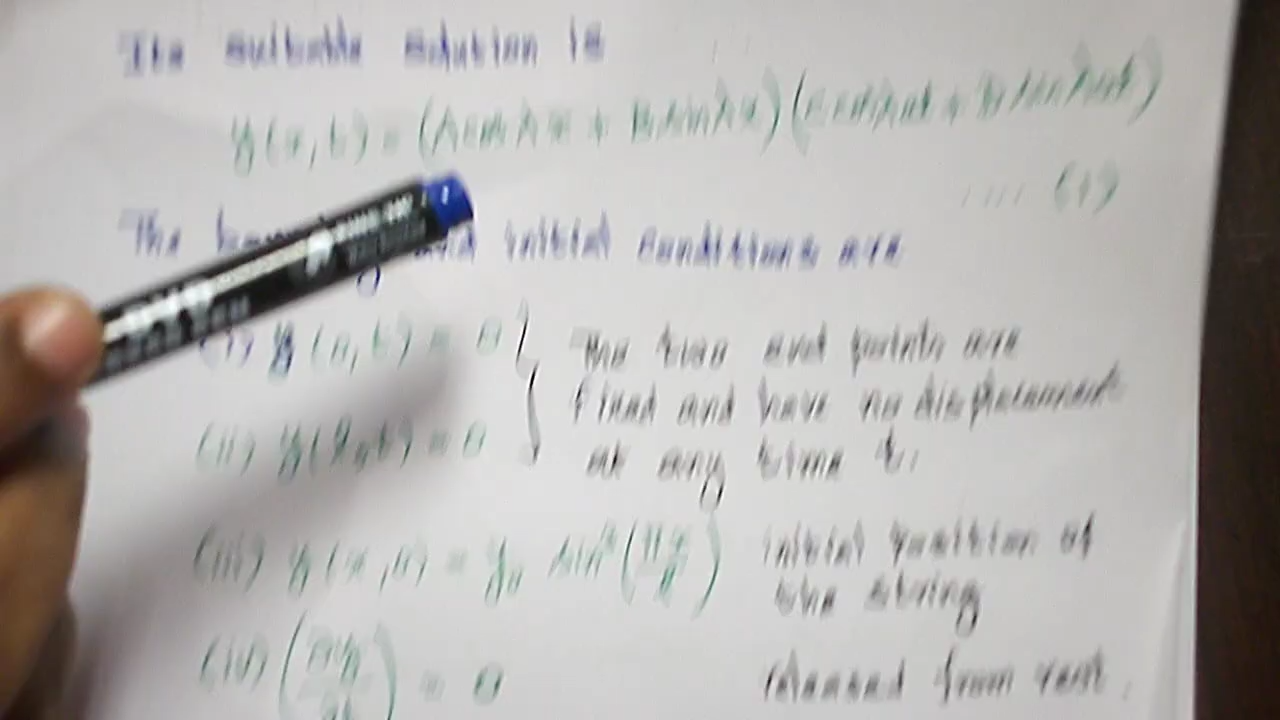 The suitable solution is
y(x,t) = (A cos λx + B sin λx)(C cos λat + D sin λat)
.... (1)
The and initial conditions are
(i) y(0,t) = 0 } The two end points are
fixed and have no displacement
(ii) y(l,t) = 0 at any time t.
(iii) y(x,0) = y₀ sin³(πx/l) initial position of
the string
(iv) (∂y/∂t) = 0 released from rest.